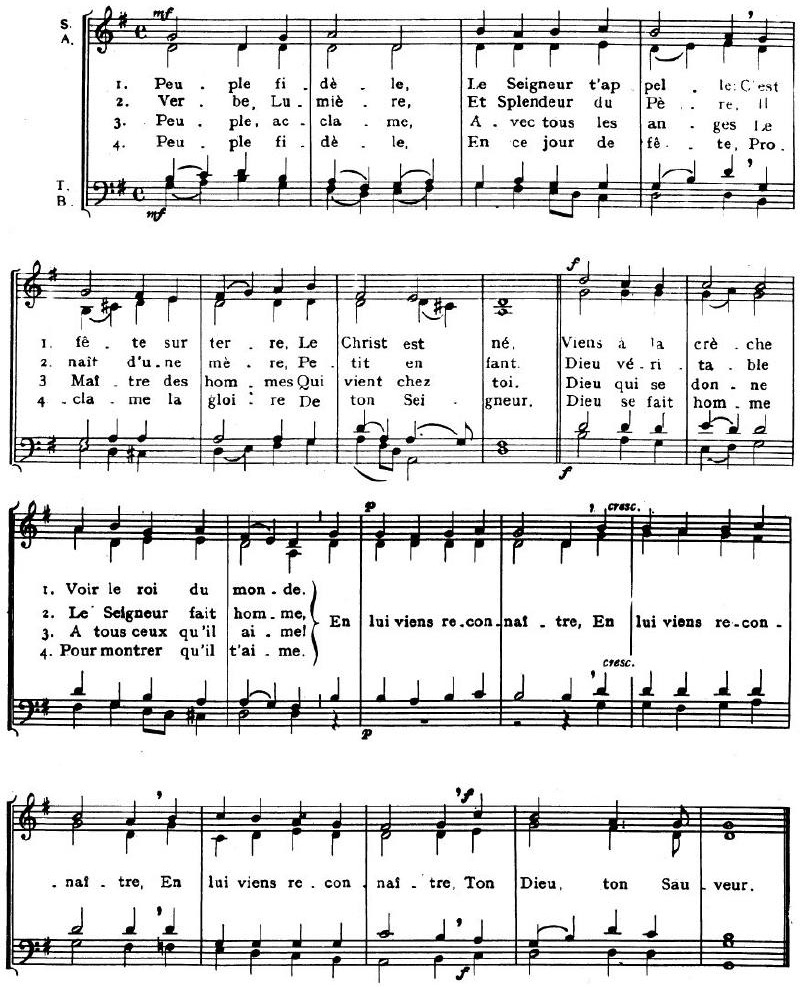 mf
S.
A.
1. Peu - ple fi - dè - le, Le Seigneur t'ap pel - le: C'est
2. Ver - be, Lu - miè - re, Et Splendeur du Pè - re, Il
3. Peu - ple, ac - cla - me, A - vec tous les an - ges Le
4. Peu - ple fi - dè - le, En ce jour de fê - te, Pro -
T.
B.
mf
f
1. fê - te sur ter - re, Le Christ est né, Viens à la crè - che
2. naît d'u - ne mè - re, Pe - tit en fant. Dieu vé - ri - ta - ble
3 Maî - tre des hom - mes Qui vient chez toi. Dieu qui se don - ne
4 - cla - me la gloi - re De ton Sei - gneur. Dieu se fait hom - me
f
p cresc.
1. Voir le roi du mon - de.
2. Le Seigneur fait hom - me,
3. A tous ceux qu'il ai - me!
4. Pour montrer qu'il t'ai - me.
En lui viens re - con - naî - tre, En lui viens re - con -
cresc.
p
f
- naî - tre, En lui viens re - con - naî - tre, Ton Dieu, ton Sau - veur.
f